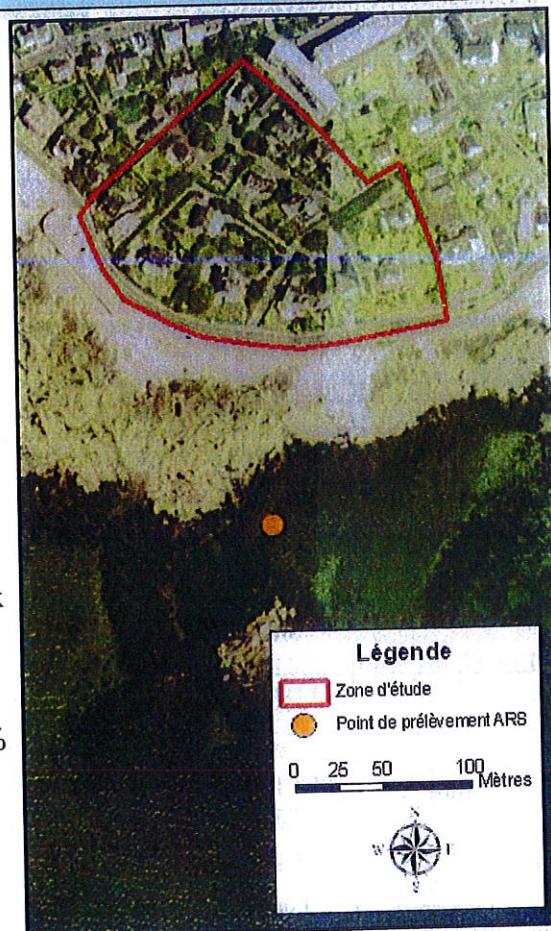 x
%
Légende
Zone d'étude
Point de prélèvement ARS
0 25 50 100
Mètres
N
W E
S